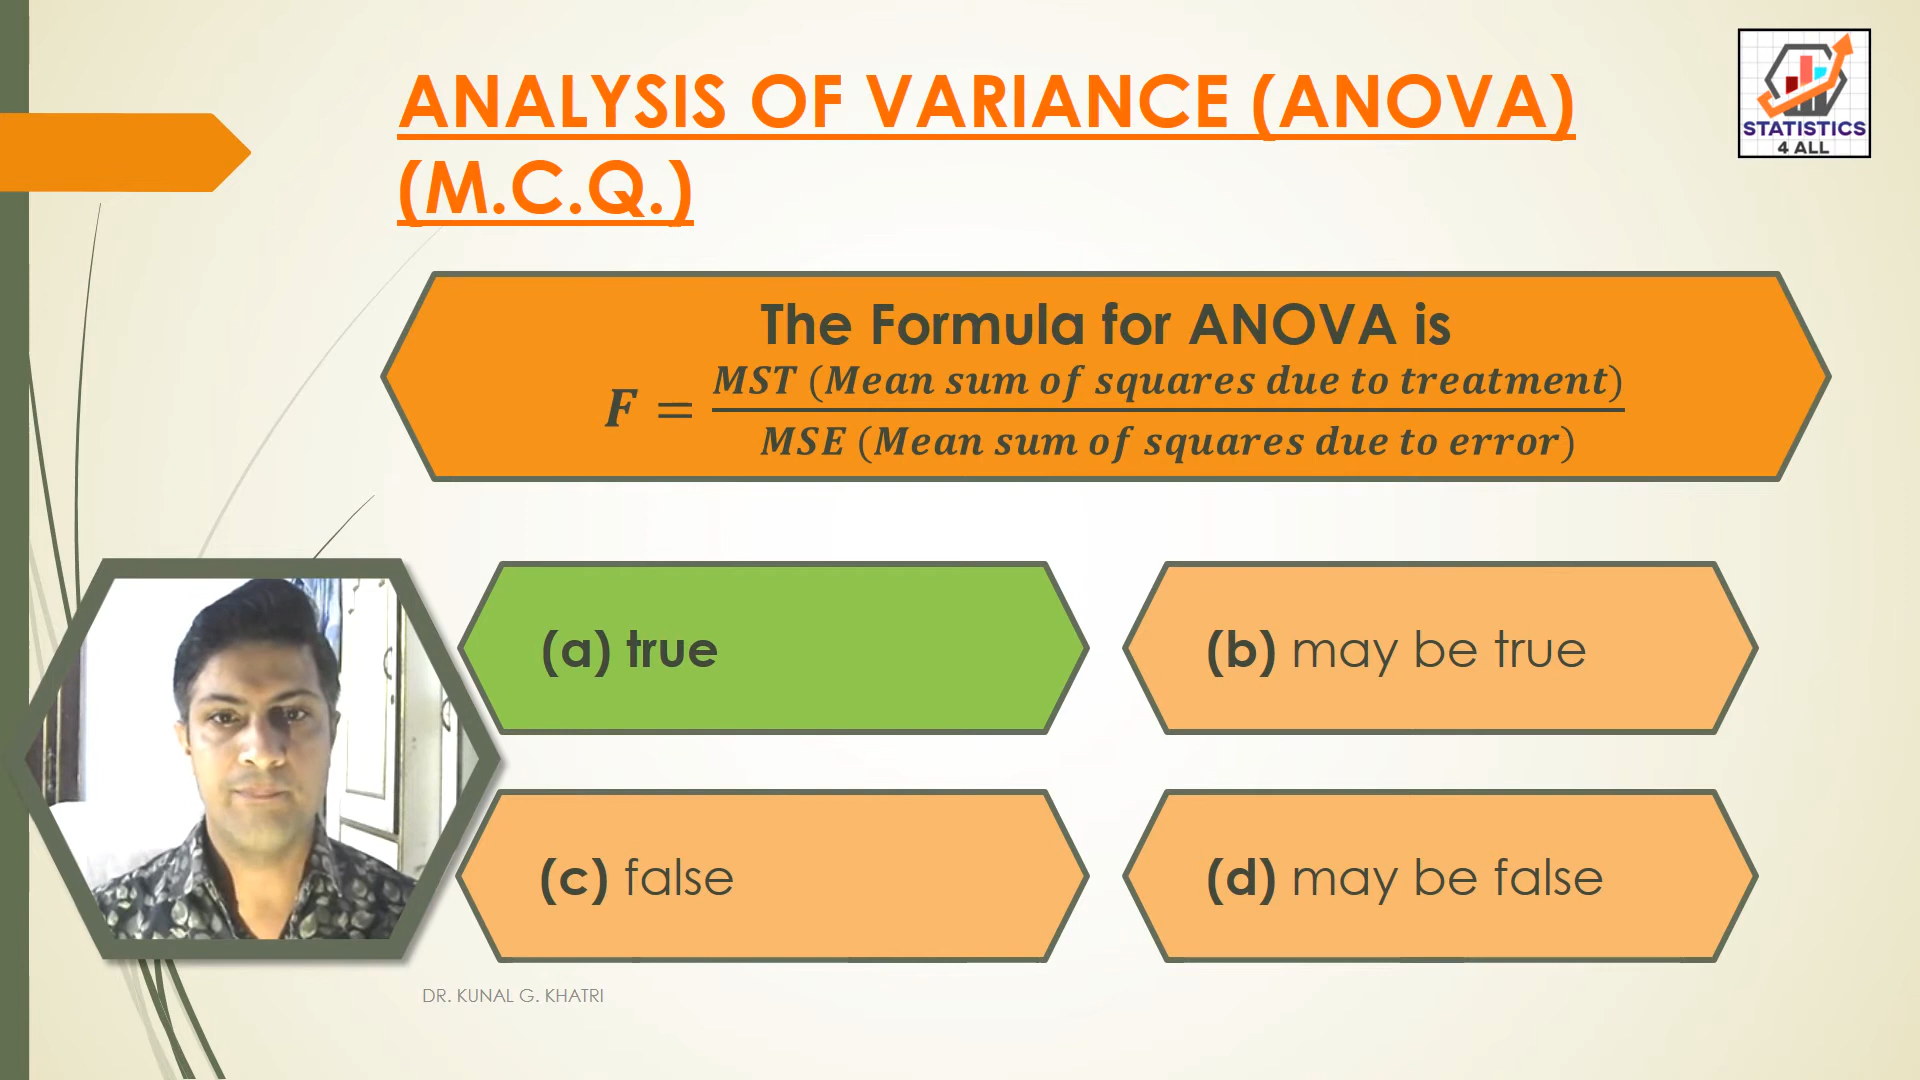 ANALYSIS OF VARIANCE (ANOVA)
(M.C.Q.)
STATISTICS
4 ALL
The Formula for ANOVA is
F = MST (Mean sum of squares due to treatment)
MSE (Mean sum of squares due to error)
(a) true
(b) may be true
(c) false
(d) may be false
DR. KUNAL G. KHATRI